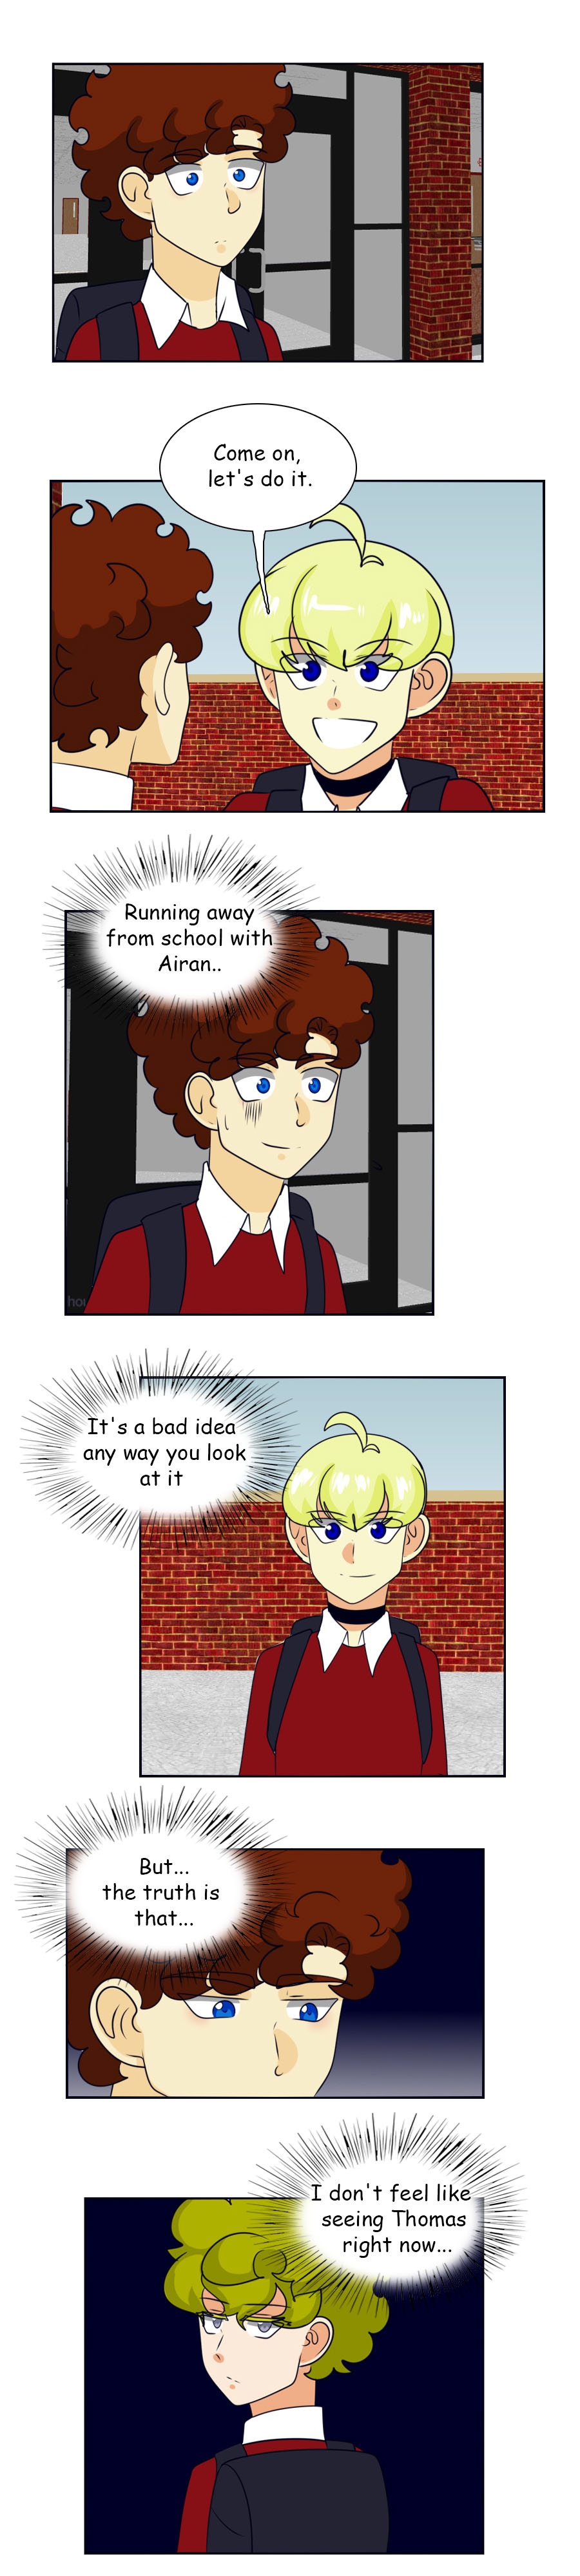 Come on,
let's do it.
Running away
from school with
Airan..
hou
It's a bad idea
any way you look
at it
But...
the truth is
that...
I don't feel like
seeing Thomas
right now...